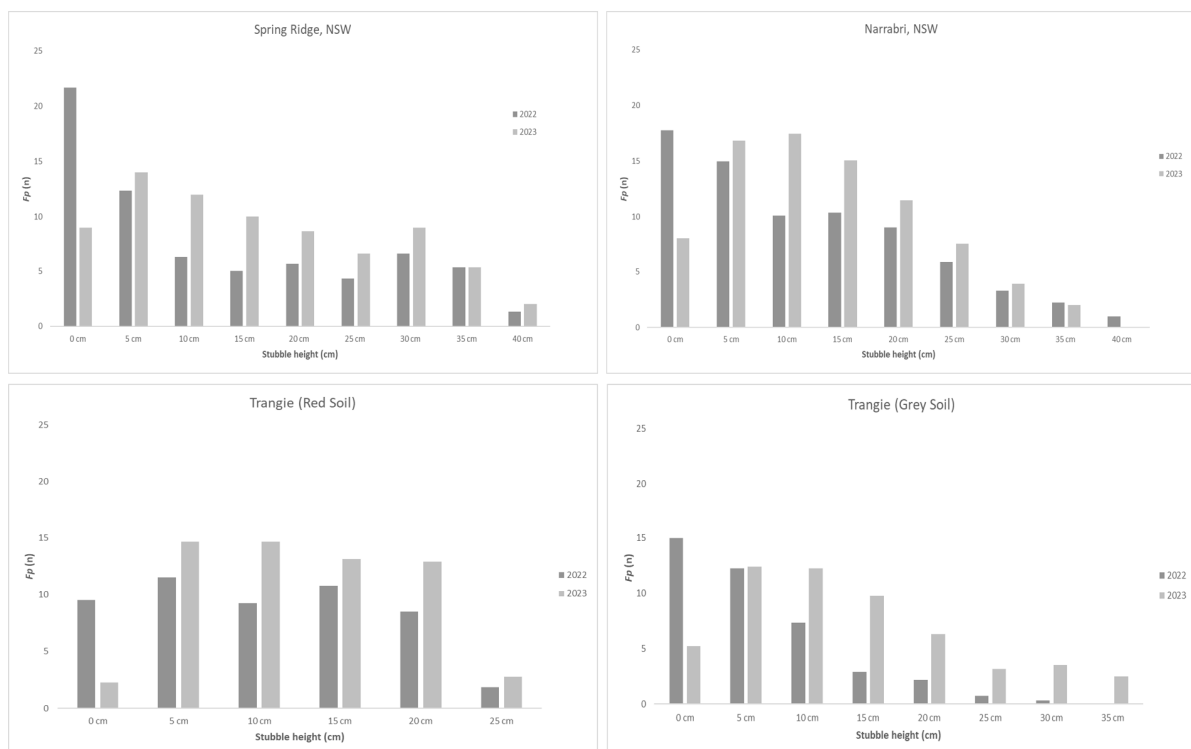 Spring Ridge, NSW
25
20
15
10
5
0
Fp (n)
2022
2023
0 cm 5 cm 10 cm 15 cm 20 cm 25 cm 30 cm 35 cm 40 cm
Stubble height (cm)
Narrabri, NSW
25
20
15
10
5
0
Fp (n)
2022
2023
0 cm 5 cm 10 cm 15 cm 20 cm 25 cm 30 cm 35 cm 40 cm
Stubble height (cm)
Trangie (Red Soil)
25
20
15
10
5
0
Fp (n)
2022
2023
0 cm 5 cm 10 cm 15 cm 20 cm 25 cm
Stubble height (cm)
Trangie (Grey Soil)
25
20
15
10
5
0
Fp (n)
2022
2023
0 cm 5 cm 10 cm 15 cm 20 cm 25 cm 30 cm 35 cm
Stubble height (cm)